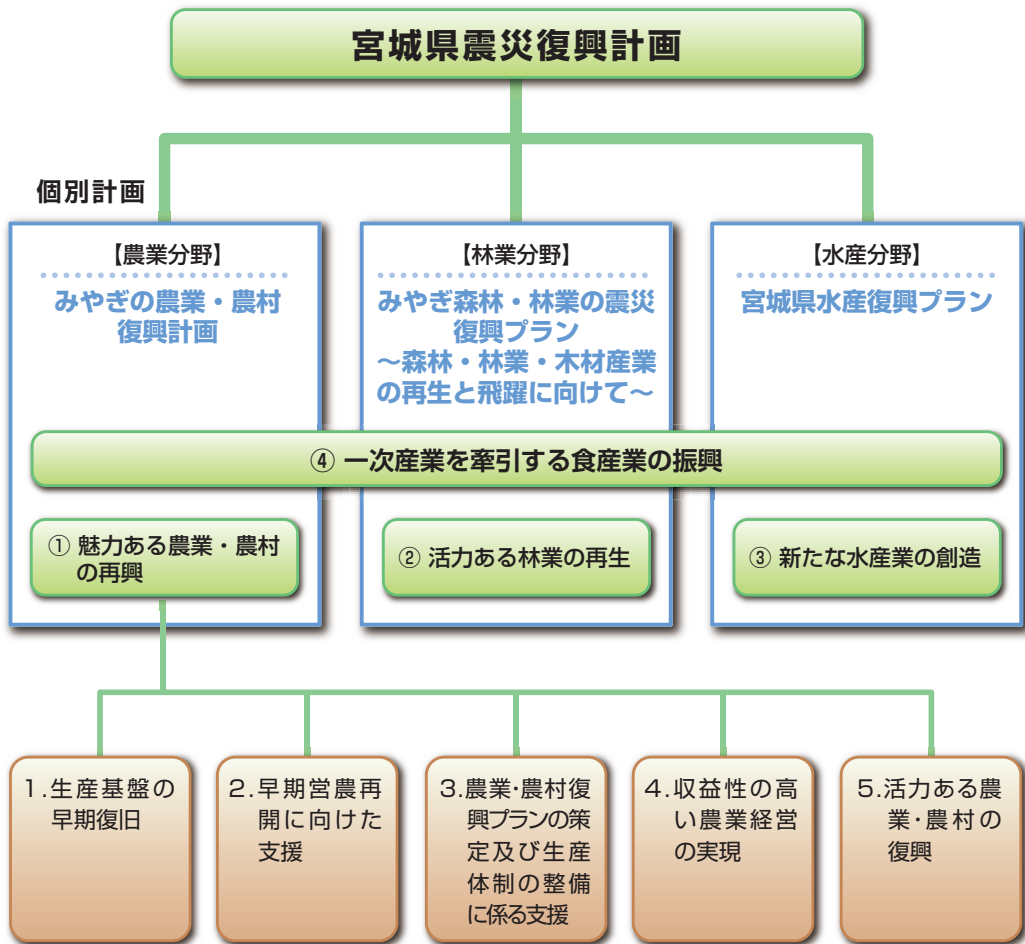 宮城県震災復興計画
個別計画
【農業分野】
みやぎの農業・農村
復興計画
【林業分野】
みやぎ森林・林業の震災
復興プラン
～森林・林業・木材産業
の再生と飛躍に向けて～
【水産分野】
宮城県水産復興プラン
④ 一次産業を牽引する食産業の振興
① 魅力ある農業・農村
の再興
② 活力ある林業の再生
③ 新たな水産業の創造
1.生産基盤の
早期復旧
2.早期営農再
開に向けた
支援
3.農業・農村復
興プランの策
定及び生産
体制の整備
に係る支援
4.収益性の高
い農業経営
の実現
5.活力ある農
業・農村の
復興